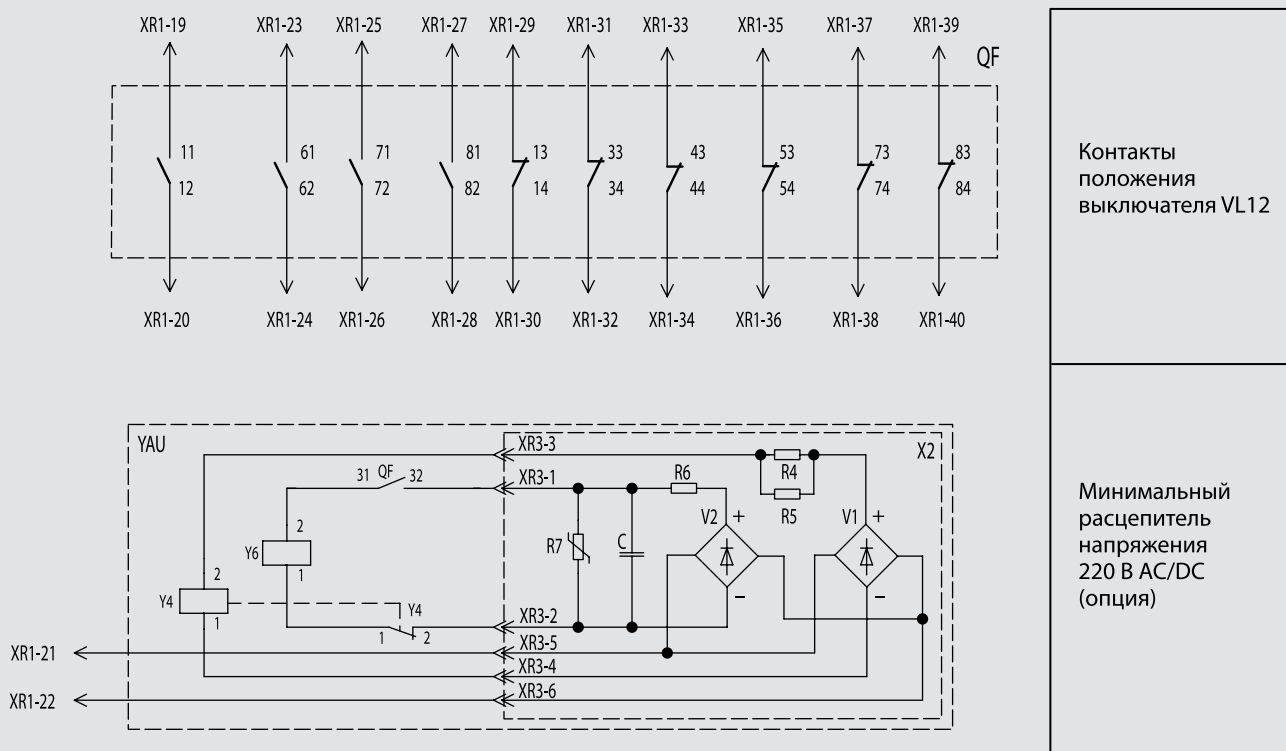 XR1-19 XR1-23 XR1-25 XR1-27 XR1-29 XR1-31 XR1-33 XR1-35 XR1-37 XR1-39
QF
11 61 71 81 13 33 43 53 73 83
12 62 72 82 14 34 44 54 74 84
XR1-20 XR1-24 XR1-26 XR1-28 XR1-30 XR1-32 XR1-34 XR1-36 XR1-38 XR1-40
Контакты
положения
выключателя VL12
YAU
XR3-3
X2
31 QF 32
XR3-1
R6
R4
R5
2
Y6
1
R7
C
V2 +
V1 +
–
–
2
Y4
1
Y4
1 2
XR3-2
XR3-5
XR3-4
XR3-6
XR1-21
XR1-22
Минимальный
расцепитель
напряжения
220 В AC/DC
(опция)